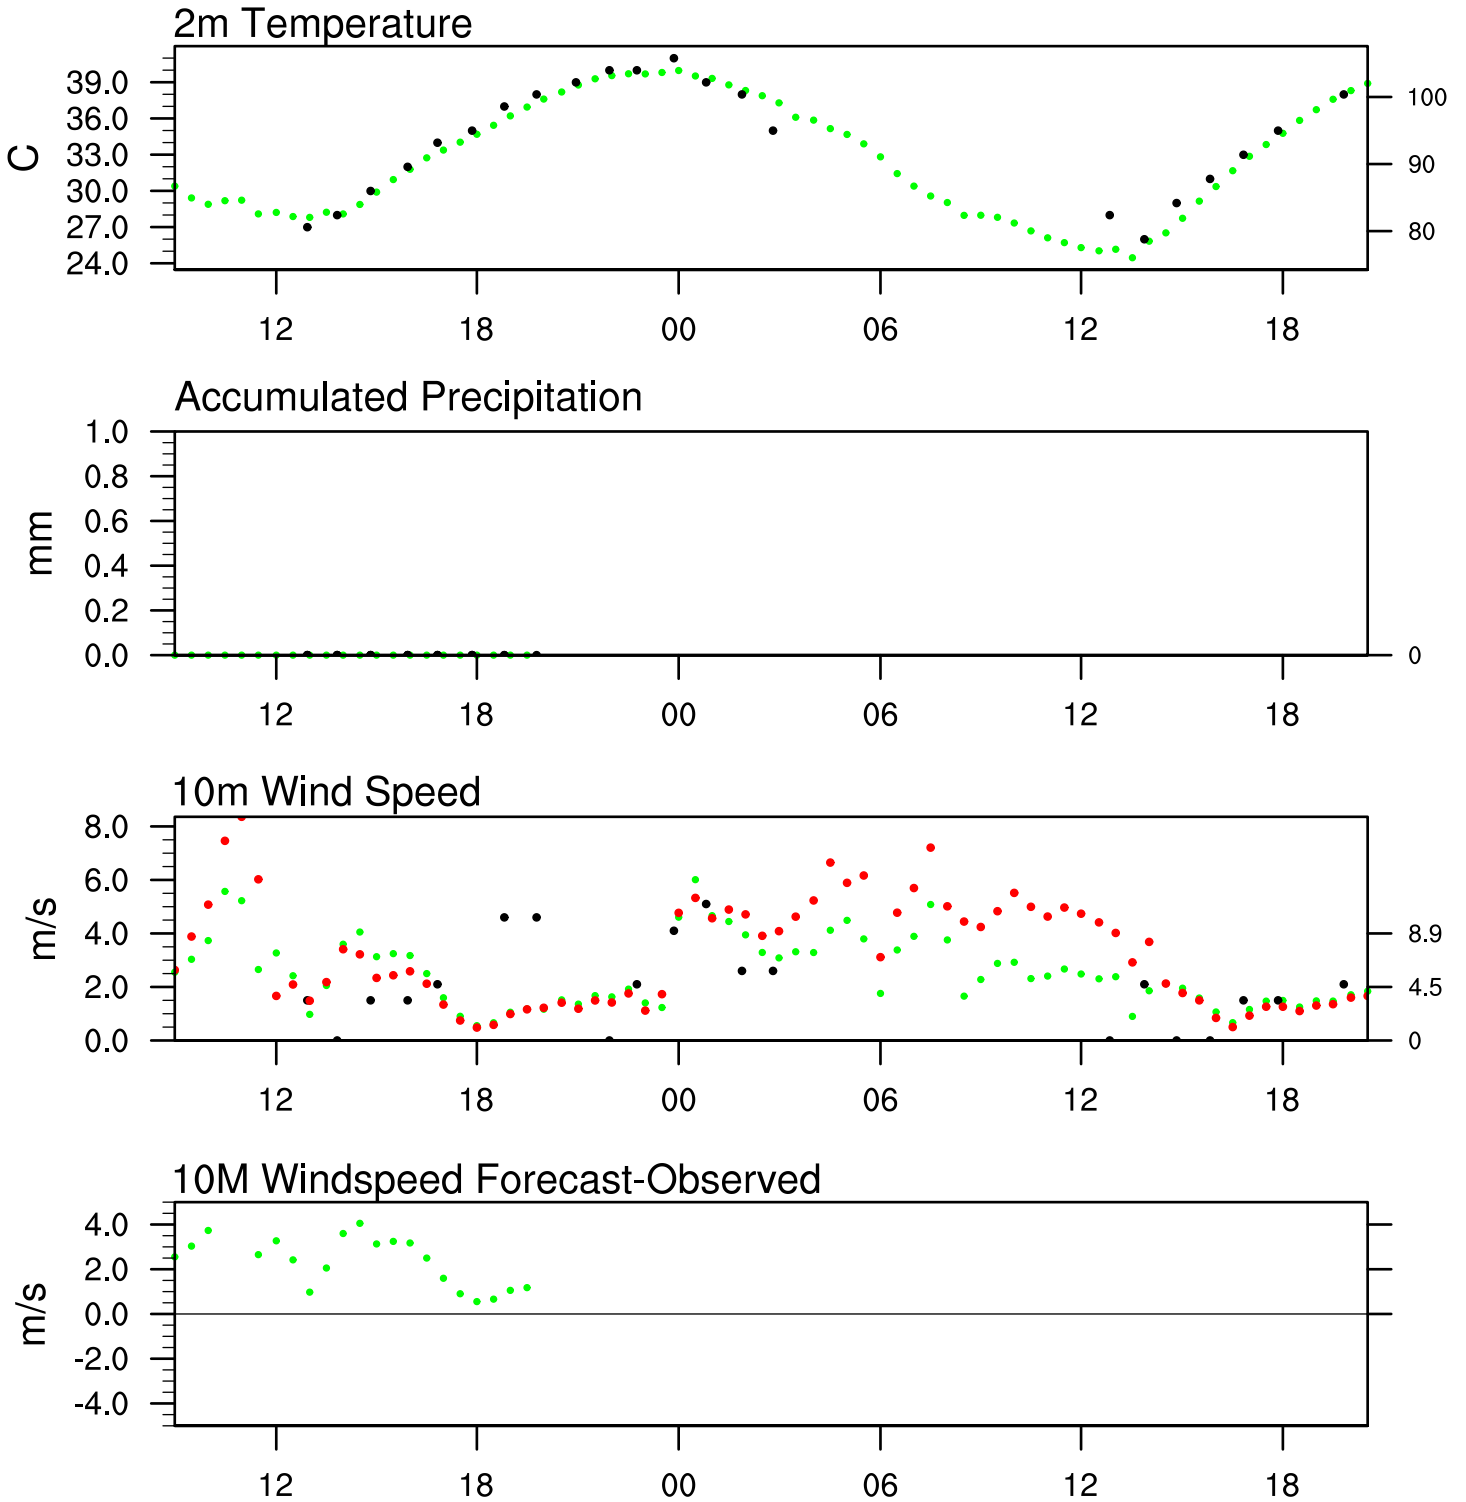 2m Temperature
39.0
36.0
33.0
30.0
27.0
24.0
C
100
90
80
12 18 00 06 12 18
Accumulated Precipitation
1.0
0.8
0.6
0.4
0.2
0.0
mm
0
12 18 00 06 12 18
10m Wind Speed
8.0
6.0
4.0
2.0
0.0
m/s
8.9
4.5
0
12 18 00 06 12 18
10M Windspeed Forecast-Observed
4.0
2.0
0.0
-2.0
-4.0
m/s
12 18 00 06 12 18